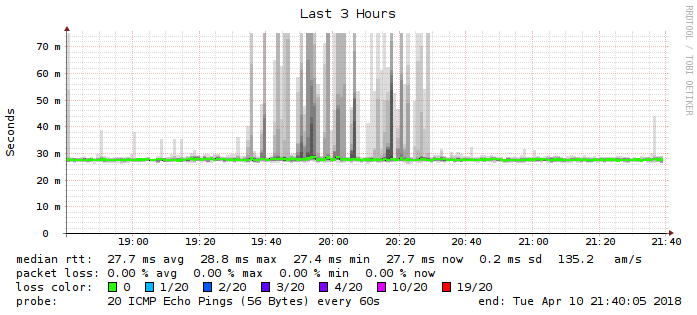 Last 3 Hours
RRDTOOL / TOBI OETIKER
Seconds
70 m
60 m
50 m
40 m
30 m
20 m
10 m
0
19:00 19:20 19:40 20:00 20:20 20:40 21:00 21:20 21:40
median rtt: 27.7 ms avg 28.8 ms max 27.4 ms min 27.7 ms now 0.2 ms sd 135.2 am/s
packet loss: 0.00 % avg 0.00 % max 0.00 % min 0.00 % now
loss color: 0 1/20 2/20 3/20 4/20 10/20 19/20
probe: 20 ICMP Echo Pings (56 Bytes) every 60s end: Tue Apr 10 21:40:05 2018